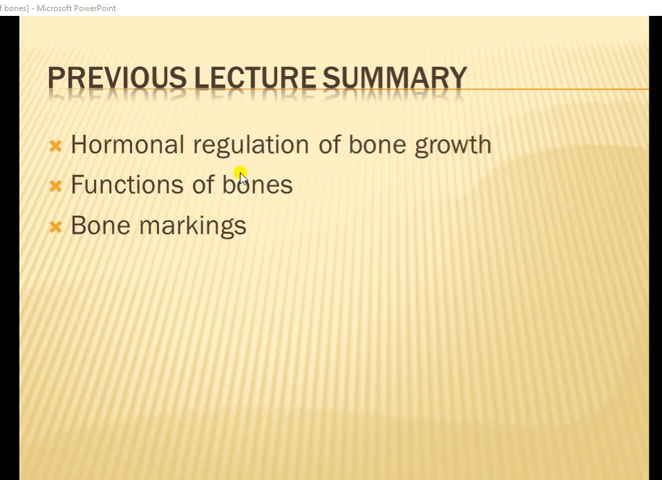 f bones] - Microsoft PowerPoint
PREVIOUS LECTURE SUMMARY
Hormonal regulation of bone growth
Functions of bones
Bone markings